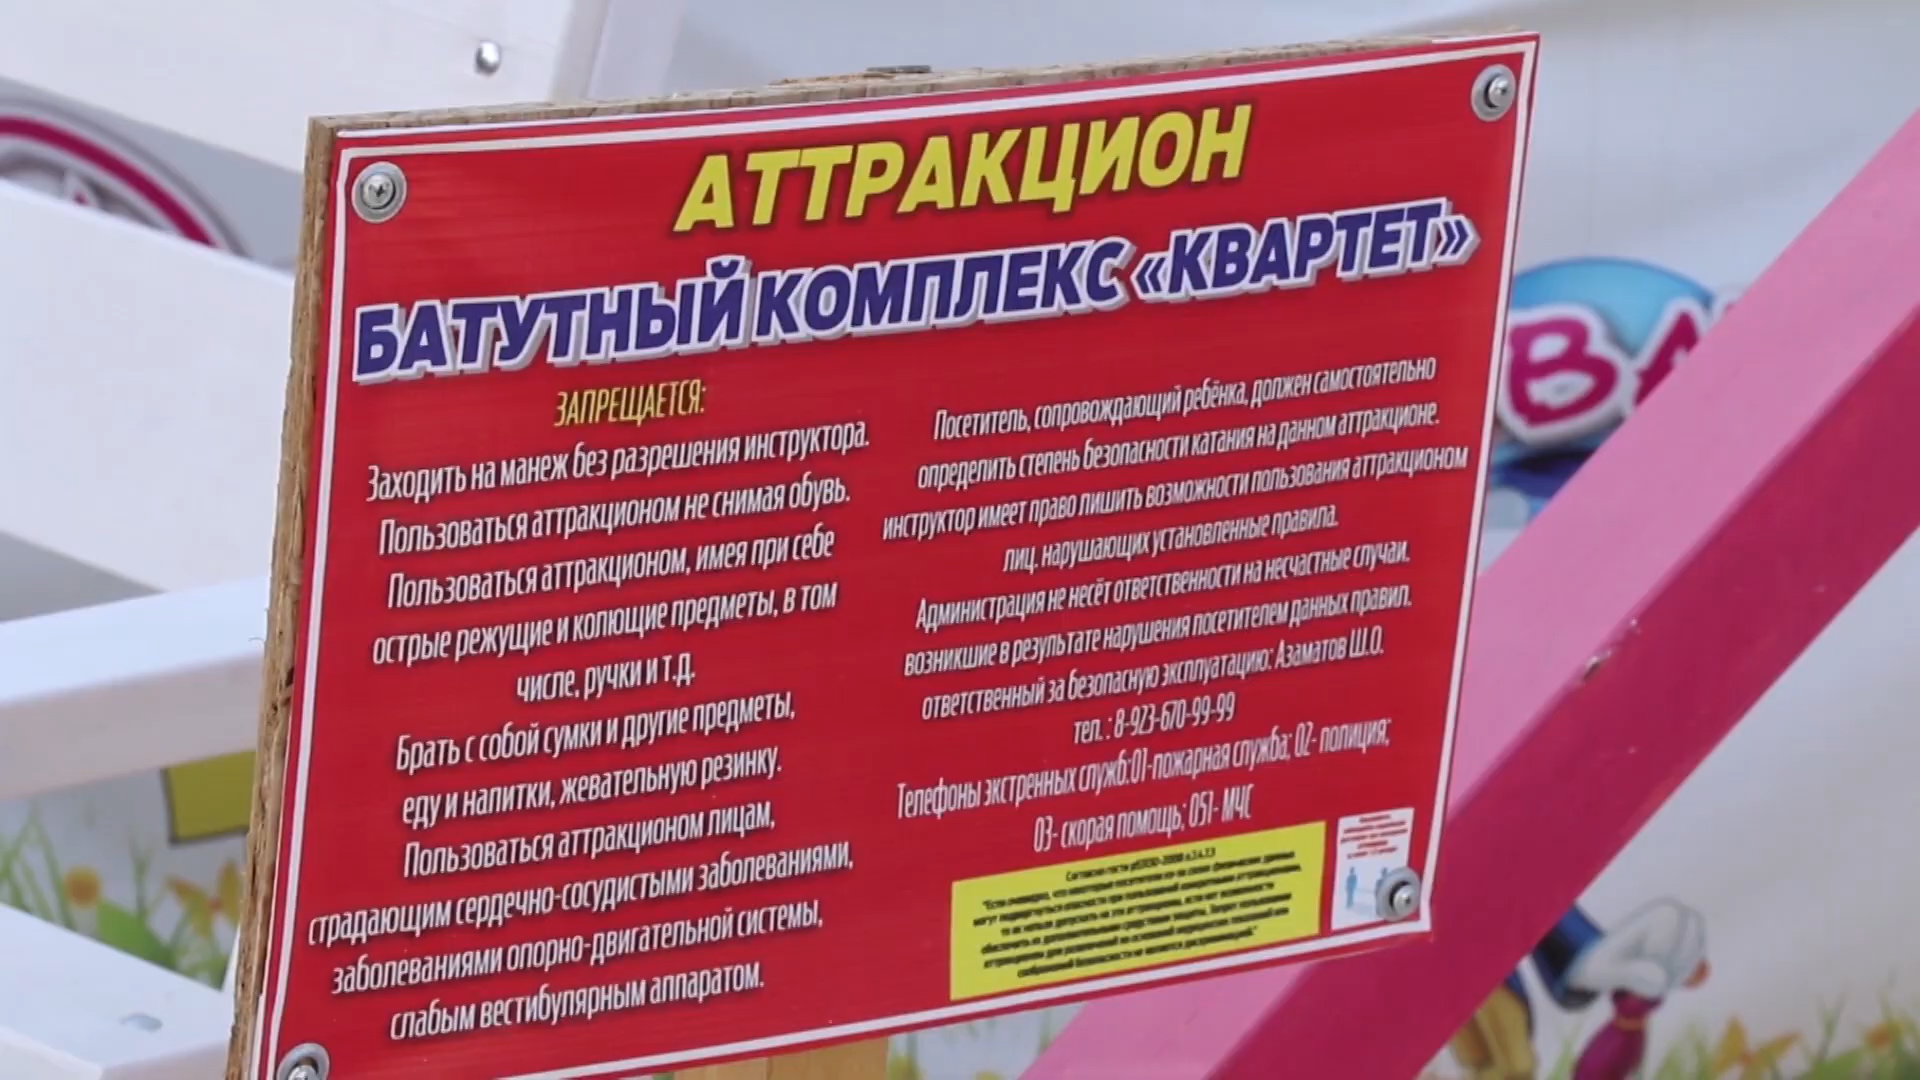 АТТРАКЦИОН
БАТУТНЫЙ КОМПЛЕКС «КВАРТЕТ»
ЗАПРЕЩАЕТСЯ:
Заходить на манеж без разрешения инструктора.
Пользоваться аттракционом не снимая обувь.
Пользоваться аттракционом, имея при себе
острые режущие и колющие предметы, в том
числе, ручки и т.д.
Брать с собой сумки и другие предметы,
еду и напитки, жевательную резинку.
Пользоваться аттракционом лицам,
страдающим сердечно-сосудистыми заболеваниями,
заболеваниями опорно-двигательной системы,
слабым вестибулярным аппаратом.
Посетитель, сопровождающий ребёнка, должен самостоятельно
определить степень безопасности катания на данном аттракционе.
инструктор имеет право лишить возможности пользования аттракционом
лиц, нарушающих установленные правила.
Администрация не несёт ответственности на несчастные случаи.
возникшие в результате нарушения посетителем данных правил.
ответственный за безопасную эксплуатацию: Азаматов Ш.О.
тел. : 8-923-670-99-99
Телефоны экстренных служб:01-пожарная служба; 02- полиция;
03- скорая помощь; 051- МЧС